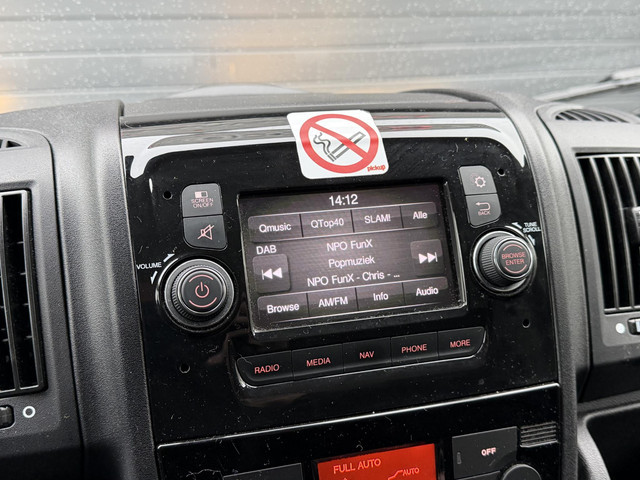 pickup
SCREEN
ON/OFF
14:12
Qmusic QTop40 SLAM! Alle
BACK
DAB
NPO FunX
Popmuziek
NPO FunX - Chris - ...
Browse AM/FM Info Audio
VOLUME
TUNE
SCROLL
BROWSE
ENTER
RADIO MEDIA NAV PHONE MORE
FULL AUTO
AUTO
OFF